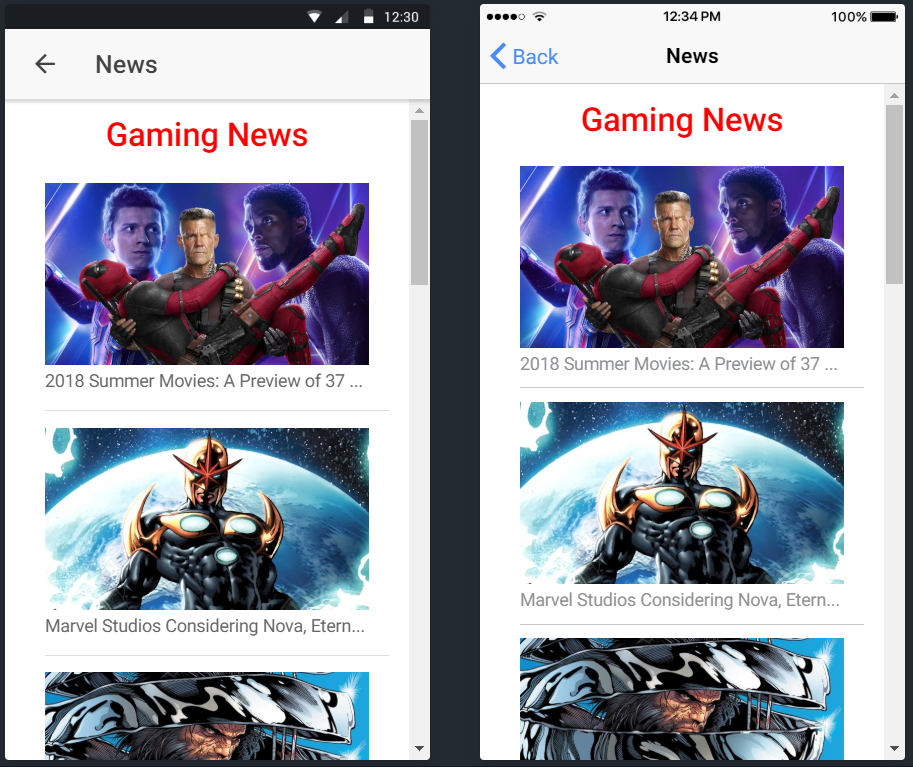 12:30
News
Gaming News
2018 Summer Movies: A Preview of 37 ...
Marvel Studios Considering Nova, Etern...
12:34 PM
100%
Back
News
Gaming News
2018 Summer Movies: A Preview of 37 ...
Marvel Studios Considering Nova, Etern...